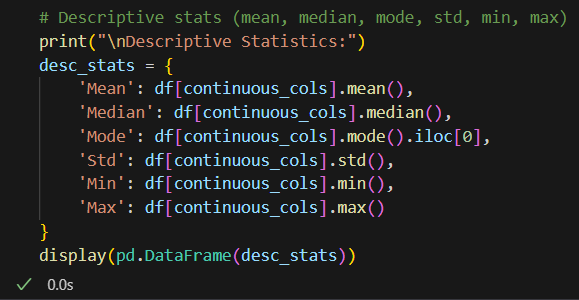 # Descriptive stats (mean, median, mode, std, min, max)
print("\nDescriptive Statistics:")
desc_stats = {
    'Mean': df[continuous_cols].mean(),
    'Median': df[continuous_cols].median(),
    'Mode': df[continuous_cols].mode().iloc[0],
    'Std': df[continuous_cols].std(),
    'Min': df[continuous_cols].min(),
    'Max': df[continuous_cols].max()
}
display(pd.DataFrame(desc_stats))
✓ 0.0s